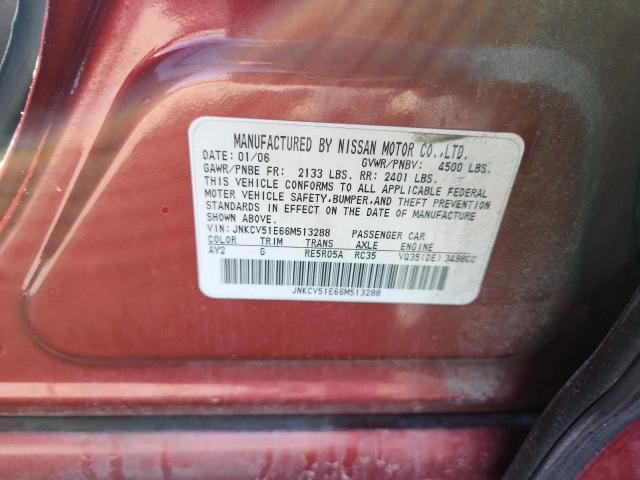 MANUFACTURED BY NISSAN MOTOR CO.,LTD.
DATE: 01/06 GVWR/PNBV: 4500 LBS.
GAWR/PNBE FR: 2133 LBS. RR: 2401 LBS.
THIS VEHICLE CONFORMS TO ALL APPLICABLE FEDERAL
MOTOR VEHICLE SAFETY, BUMPER, AND THEFT PREVENTION
STANDARDS IN EFFECT ON THE DATE OF MANUFACTURE
SHOWN ABOVE.
VIN: JNKCV51E66M513288 PASSENGER CAR
COLOR TRIM TRANS AXLE ENGINE
AY2 G RE5R05A RC35 VQ35(DE) 3498CC
JNKCV51E66M513288